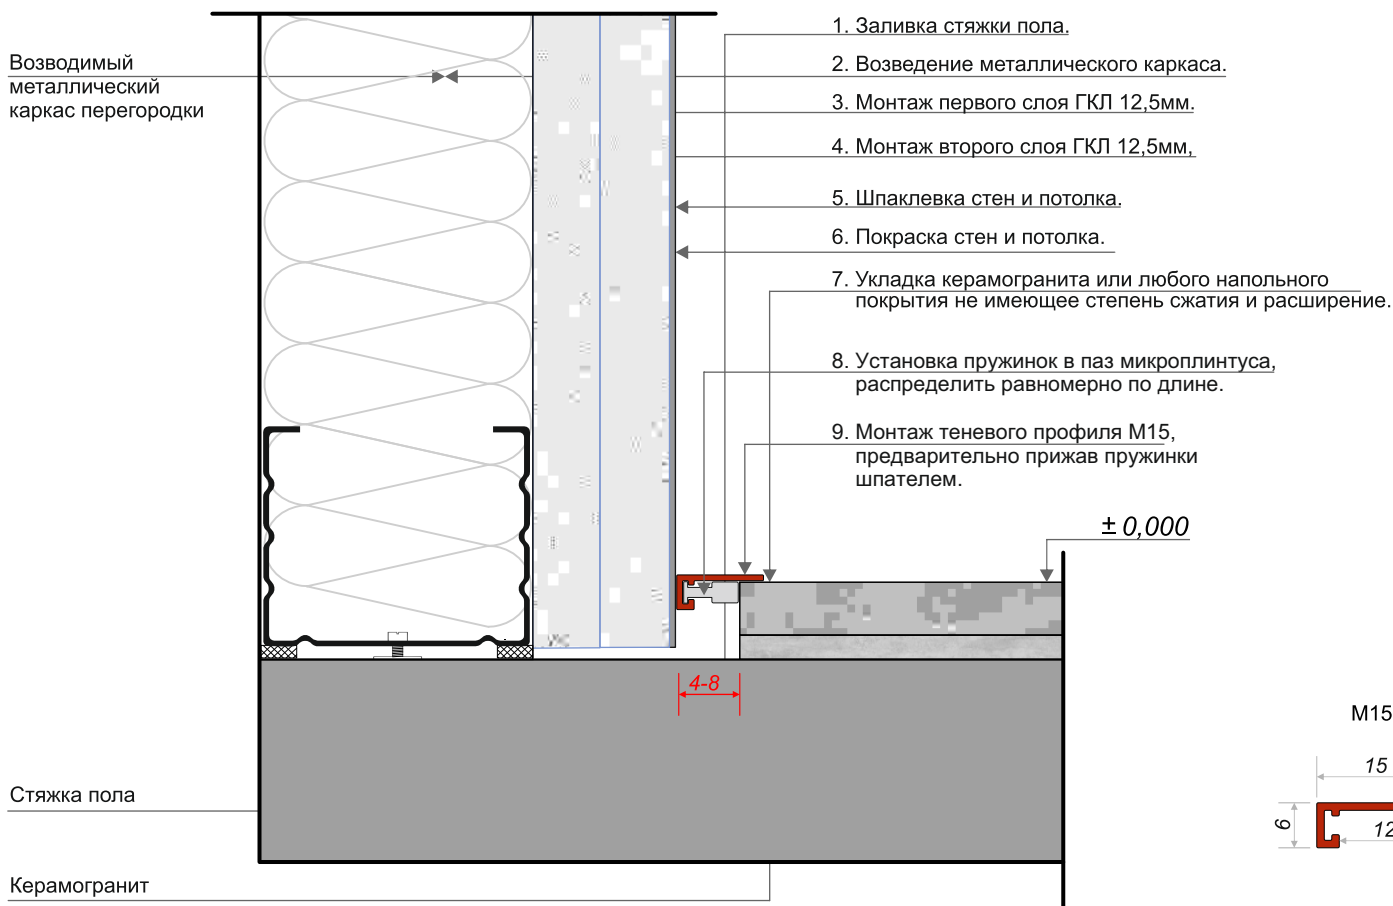 Возводимый
металлический
каркас перегородки
1. Заливка стяжки пола.
2. Возведение металлического каркаса.
3. Монтаж первого слоя ГКЛ 12,5мм.
4. Монтаж второго слоя ГКЛ 12,5мм,
5. Шпаклевка стен и потолка.
6. Покраска стен и потолка.
7. Укладка керамогранита или любого напольного
покрытия не имеющее степень сжатия и расширение.
8. Установка пружинок в паз микроплинтуса,
распределить равномерно по длине.
9. Монтаж теневого профиля М15,
предварительно прижав пружинки
шпателем.
± 0,000
4-8
М15
15
6
12
Стяжка пола
Керамогранит